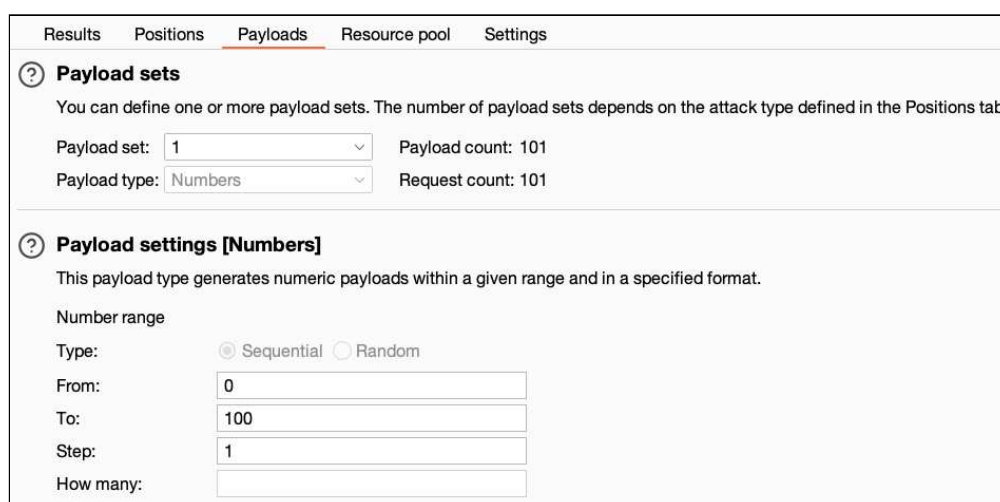 Results Positions Payloads Resource pool Settings
? Payload sets
You can define one or more payload sets. The number of payload sets depends on the attack type defined in the Positions tab
Payload set: 1 Payload count: 101
Payload type: Numbers Request count: 101
? Payload settings [Numbers]
This payload type generates numeric payloads within a given range and in a specified format.
Number range
Type: Sequential Random
From: 0
To: 100
Step: 1
How many: